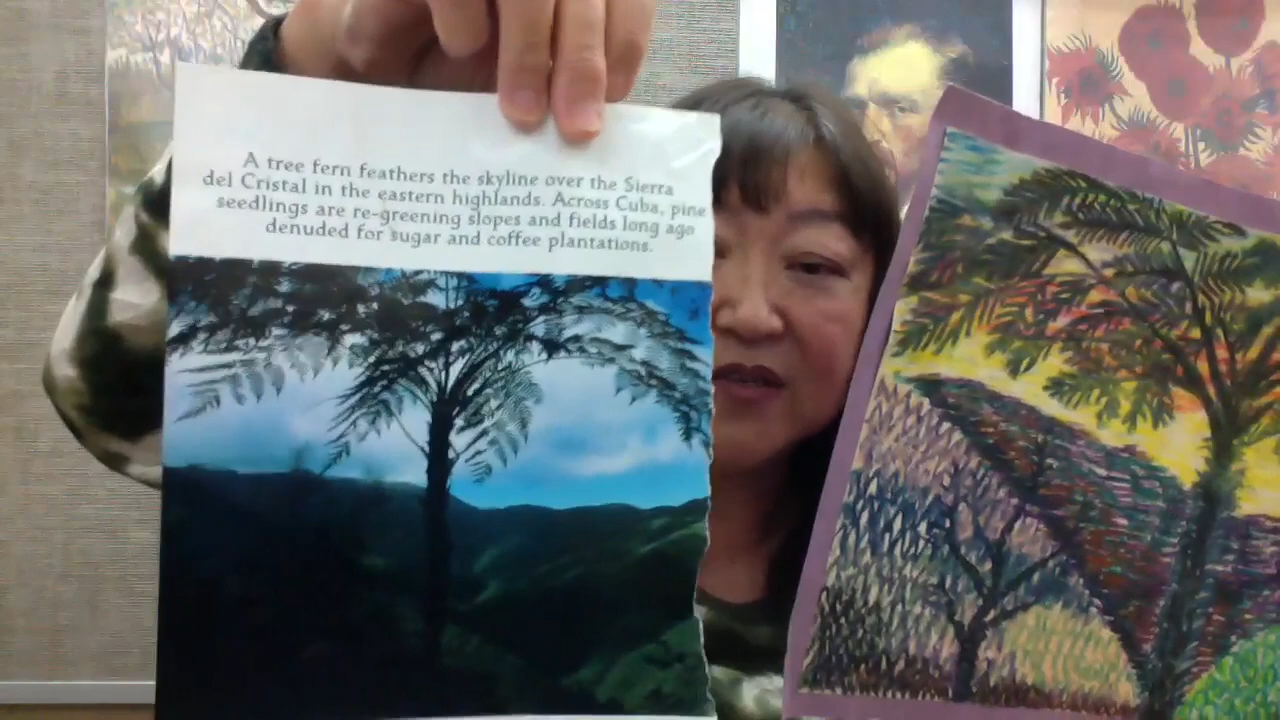 A tree fern feathers the skyline over the Sierra
del Cristal in the eastern highlands. Across Cuba, pine
seedlings are re-greening slopes and fields long ago
denuded for sugar and coffee plantations.